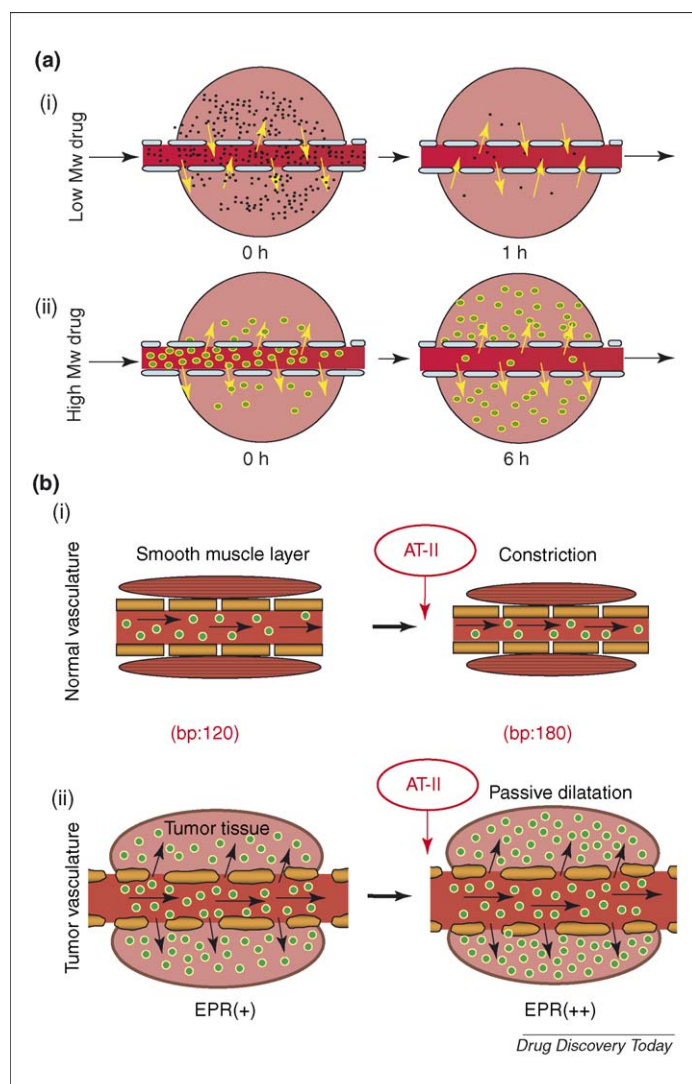 (a)
(i)
Low Mw drug
0 h
1 h
(ii)
High Mw drug
0 h
6 h
(b)
(i)
Normal vasculature
Smooth muscle layer
AT-II
Constriction
(bp:120)
(bp:180)
(ii)
Tumor vasculature
AT-II
Passive dilatation
Tumor tissue
EPR(+)
EPR(++)
Drug Discovery Today